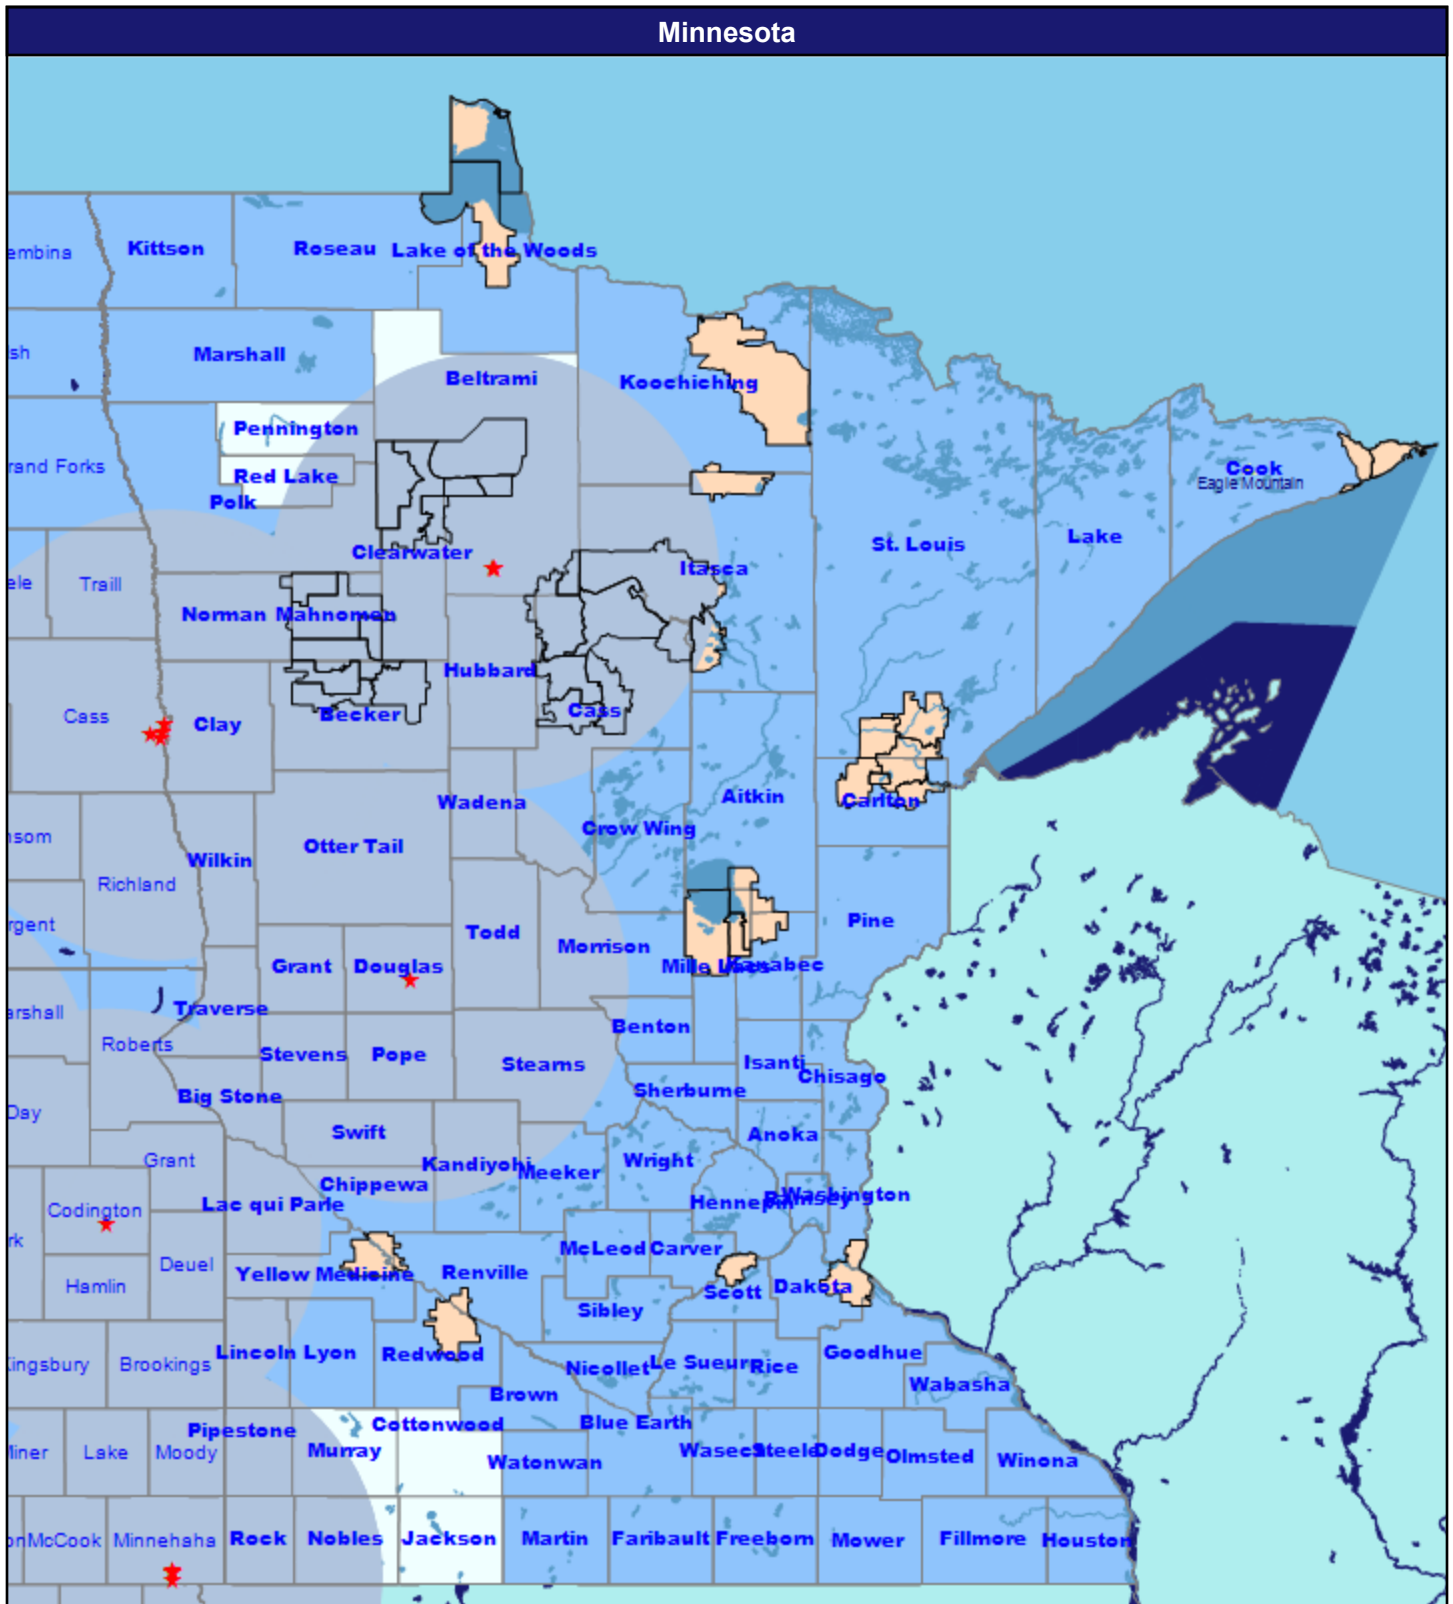 Minnesota
embina
Kittson
Roseau
Lake of the Woods
sh
Marshall
Beltrami
Koochiching
Pennington
rand Forks
Red Lake
Polk
Cook
Eagle Mountain
Lake
St. Louis
Clearwater
Itasca
ele
Traill
Norman
Mahnomen
Hubbard
Cass
Clay
Becker
Cass
Aitkin
Carlton
Wadena
Crow Wing
nsom
Otter Tail
Wilkin
Richland
rgent
Todd
Morrison
Pine
Grant
Douglas
Mille Lacs
Kanabec
arshall
Traverse
Benton
Roberts
Stevens
Pope
Stearns
Isanti
Chisago
Big Stone
Sherburne
Day
Swift
Anoka
Grant
Kandiyohi
Meeker
Wright
Chippewa
Lac qui Parle
Hennepin
Ramsey
Washington
Codington
rk
McLeod
Carver
Deuel
Yellow Medicine
Renville
Hamlin
Scott
Dakota
Sibley
Kingsbury
Brookings
Lincoln
Lyon
Redwood
Nicollet
Le Sueur
Rice
Goodhue
Brown
Wabasha
Pipestone
Cottonwood
Blue Earth
Miner
Lake
Moody
Murray
Watonwan
Waseca
Steele
Dodge
Olmsted
Winona
on
McCook
Minnehaha
Rock
Nobles
Jackson
Martin
Faribault
Freeborn
Mower
Fillmore
Houston